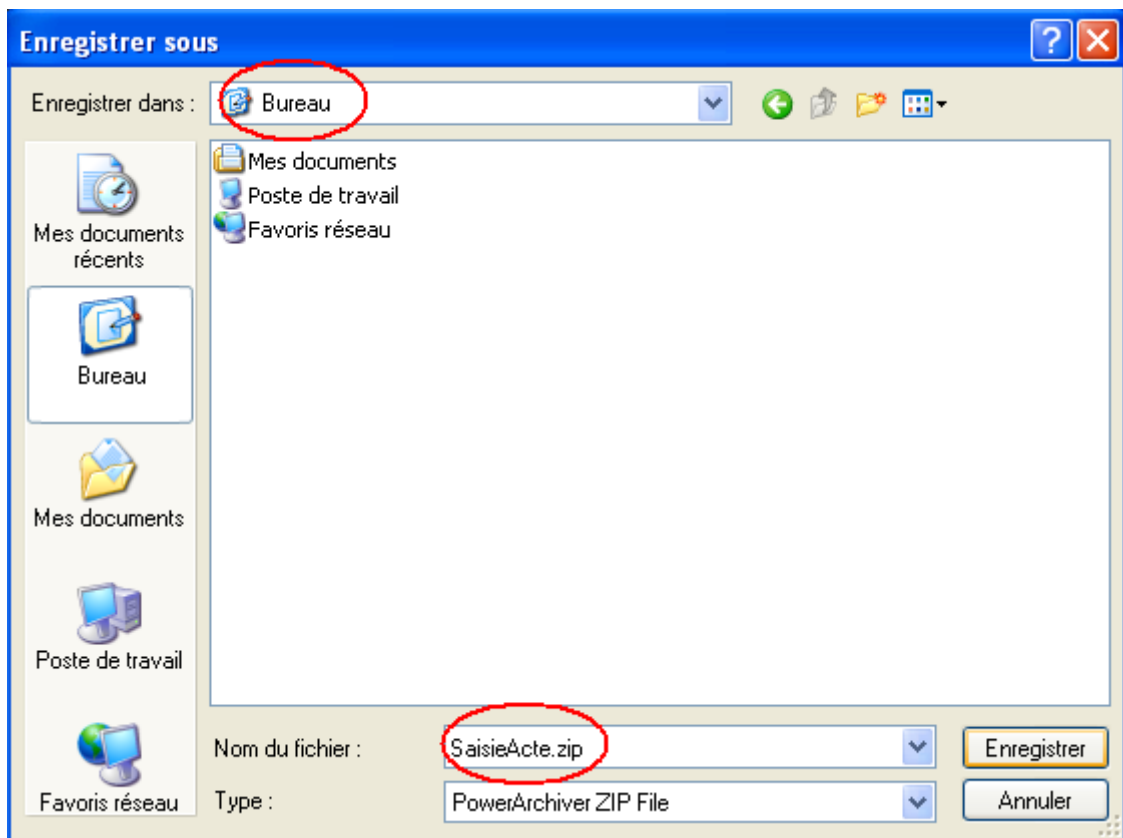 Enregistrer sous
Enregistrer dans : Bureau
Mes documents
Poste de travail
Favoris réseau
Mes documents
récents
Bureau
Mes documents
Poste de travail
Favoris réseau
Nom du fichier : SaisieActe.zip Enregistrer
Type : PowerArchiver ZIP File Annuler